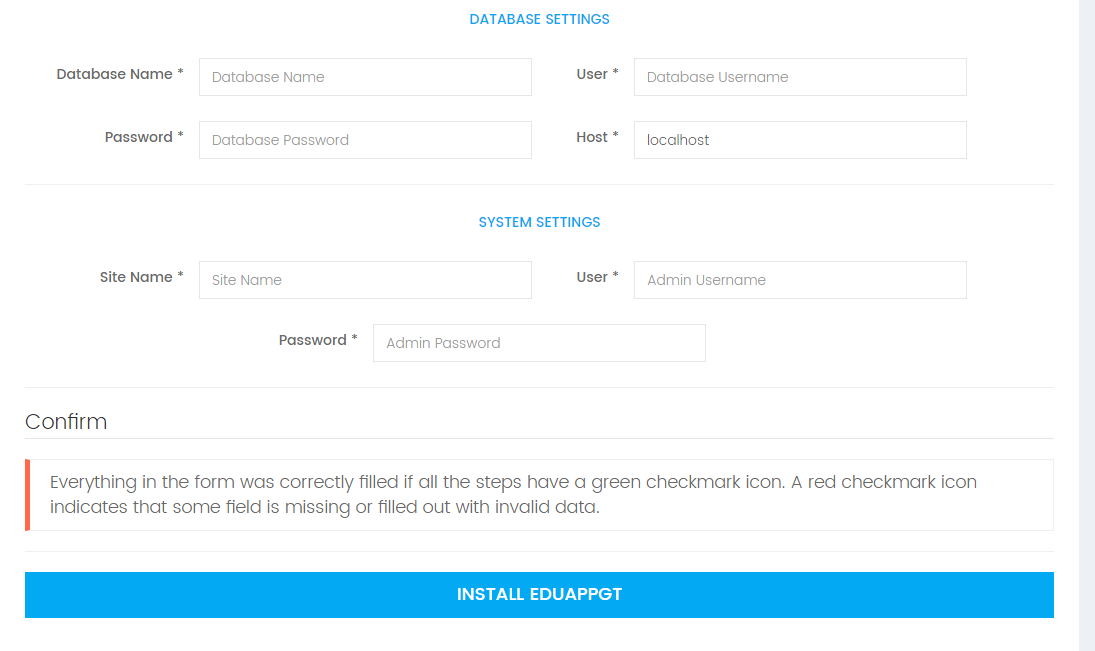 DATABASE SETTINGS
Database Name * Database Name User * Database Username
Password * Database Password Host * localhost
SYSTEM SETTINGS
Site Name * Site Name User * Admin Username
Password * Admin Password
Confirm
Everything in the form was correctly filled if all the steps have a green checkmark icon. A red checkmark icon
indicates that some field is missing or filled out with invalid data.
INSTALL EDUAPPGT